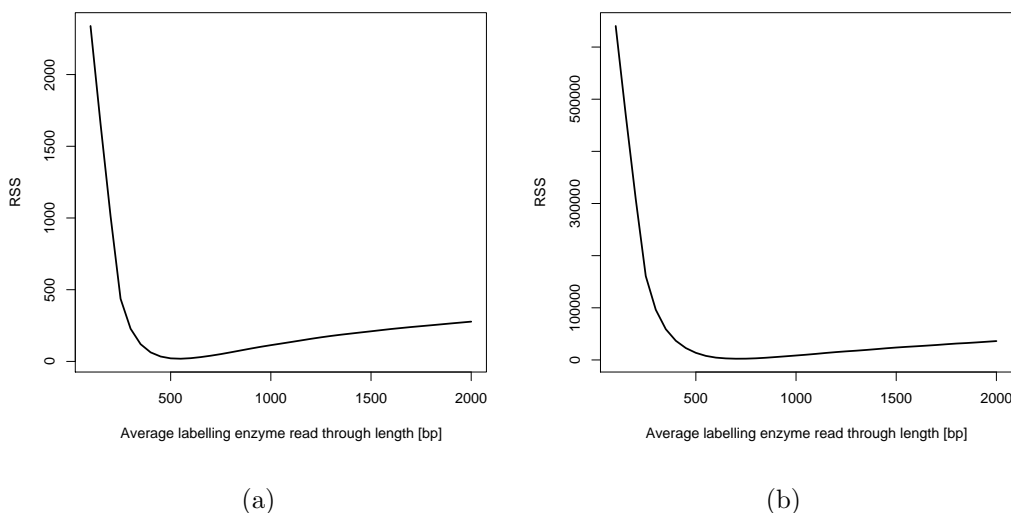 RSS
2000
1500
1000
500
0
500 1000 1500 2000
Average labelling enzyme read through length [bp]
(a)
RSS
500000
300000
100000
0
500 1000 1500 2000
Average labelling enzyme read through length [bp]
(b)